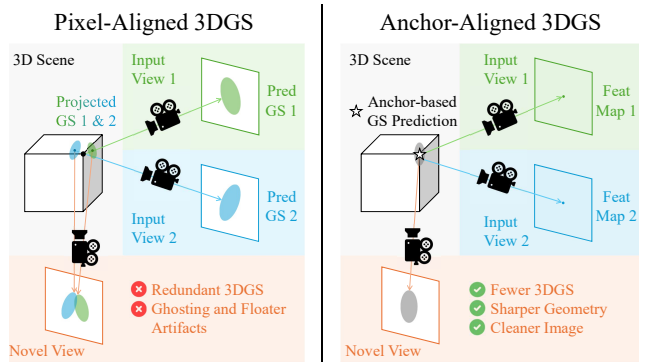 Pixel-Aligned 3DGS
3D Scene
Input
View 1
Pred
GS 1
Projected
GS 1 & 2
Input
View 2
Pred
GS 2
Redundant 3DGS
Ghosting and Floater
Artifacts
Novel View
Anchor-Aligned 3DGS
3D Scene
Input
View 1
Feat
Map 1
Anchor-based
GS Prediction
Input
View 2
Feat
Map 2
Fewer 3DGS
Sharper Geometry
Cleaner Image
Novel View